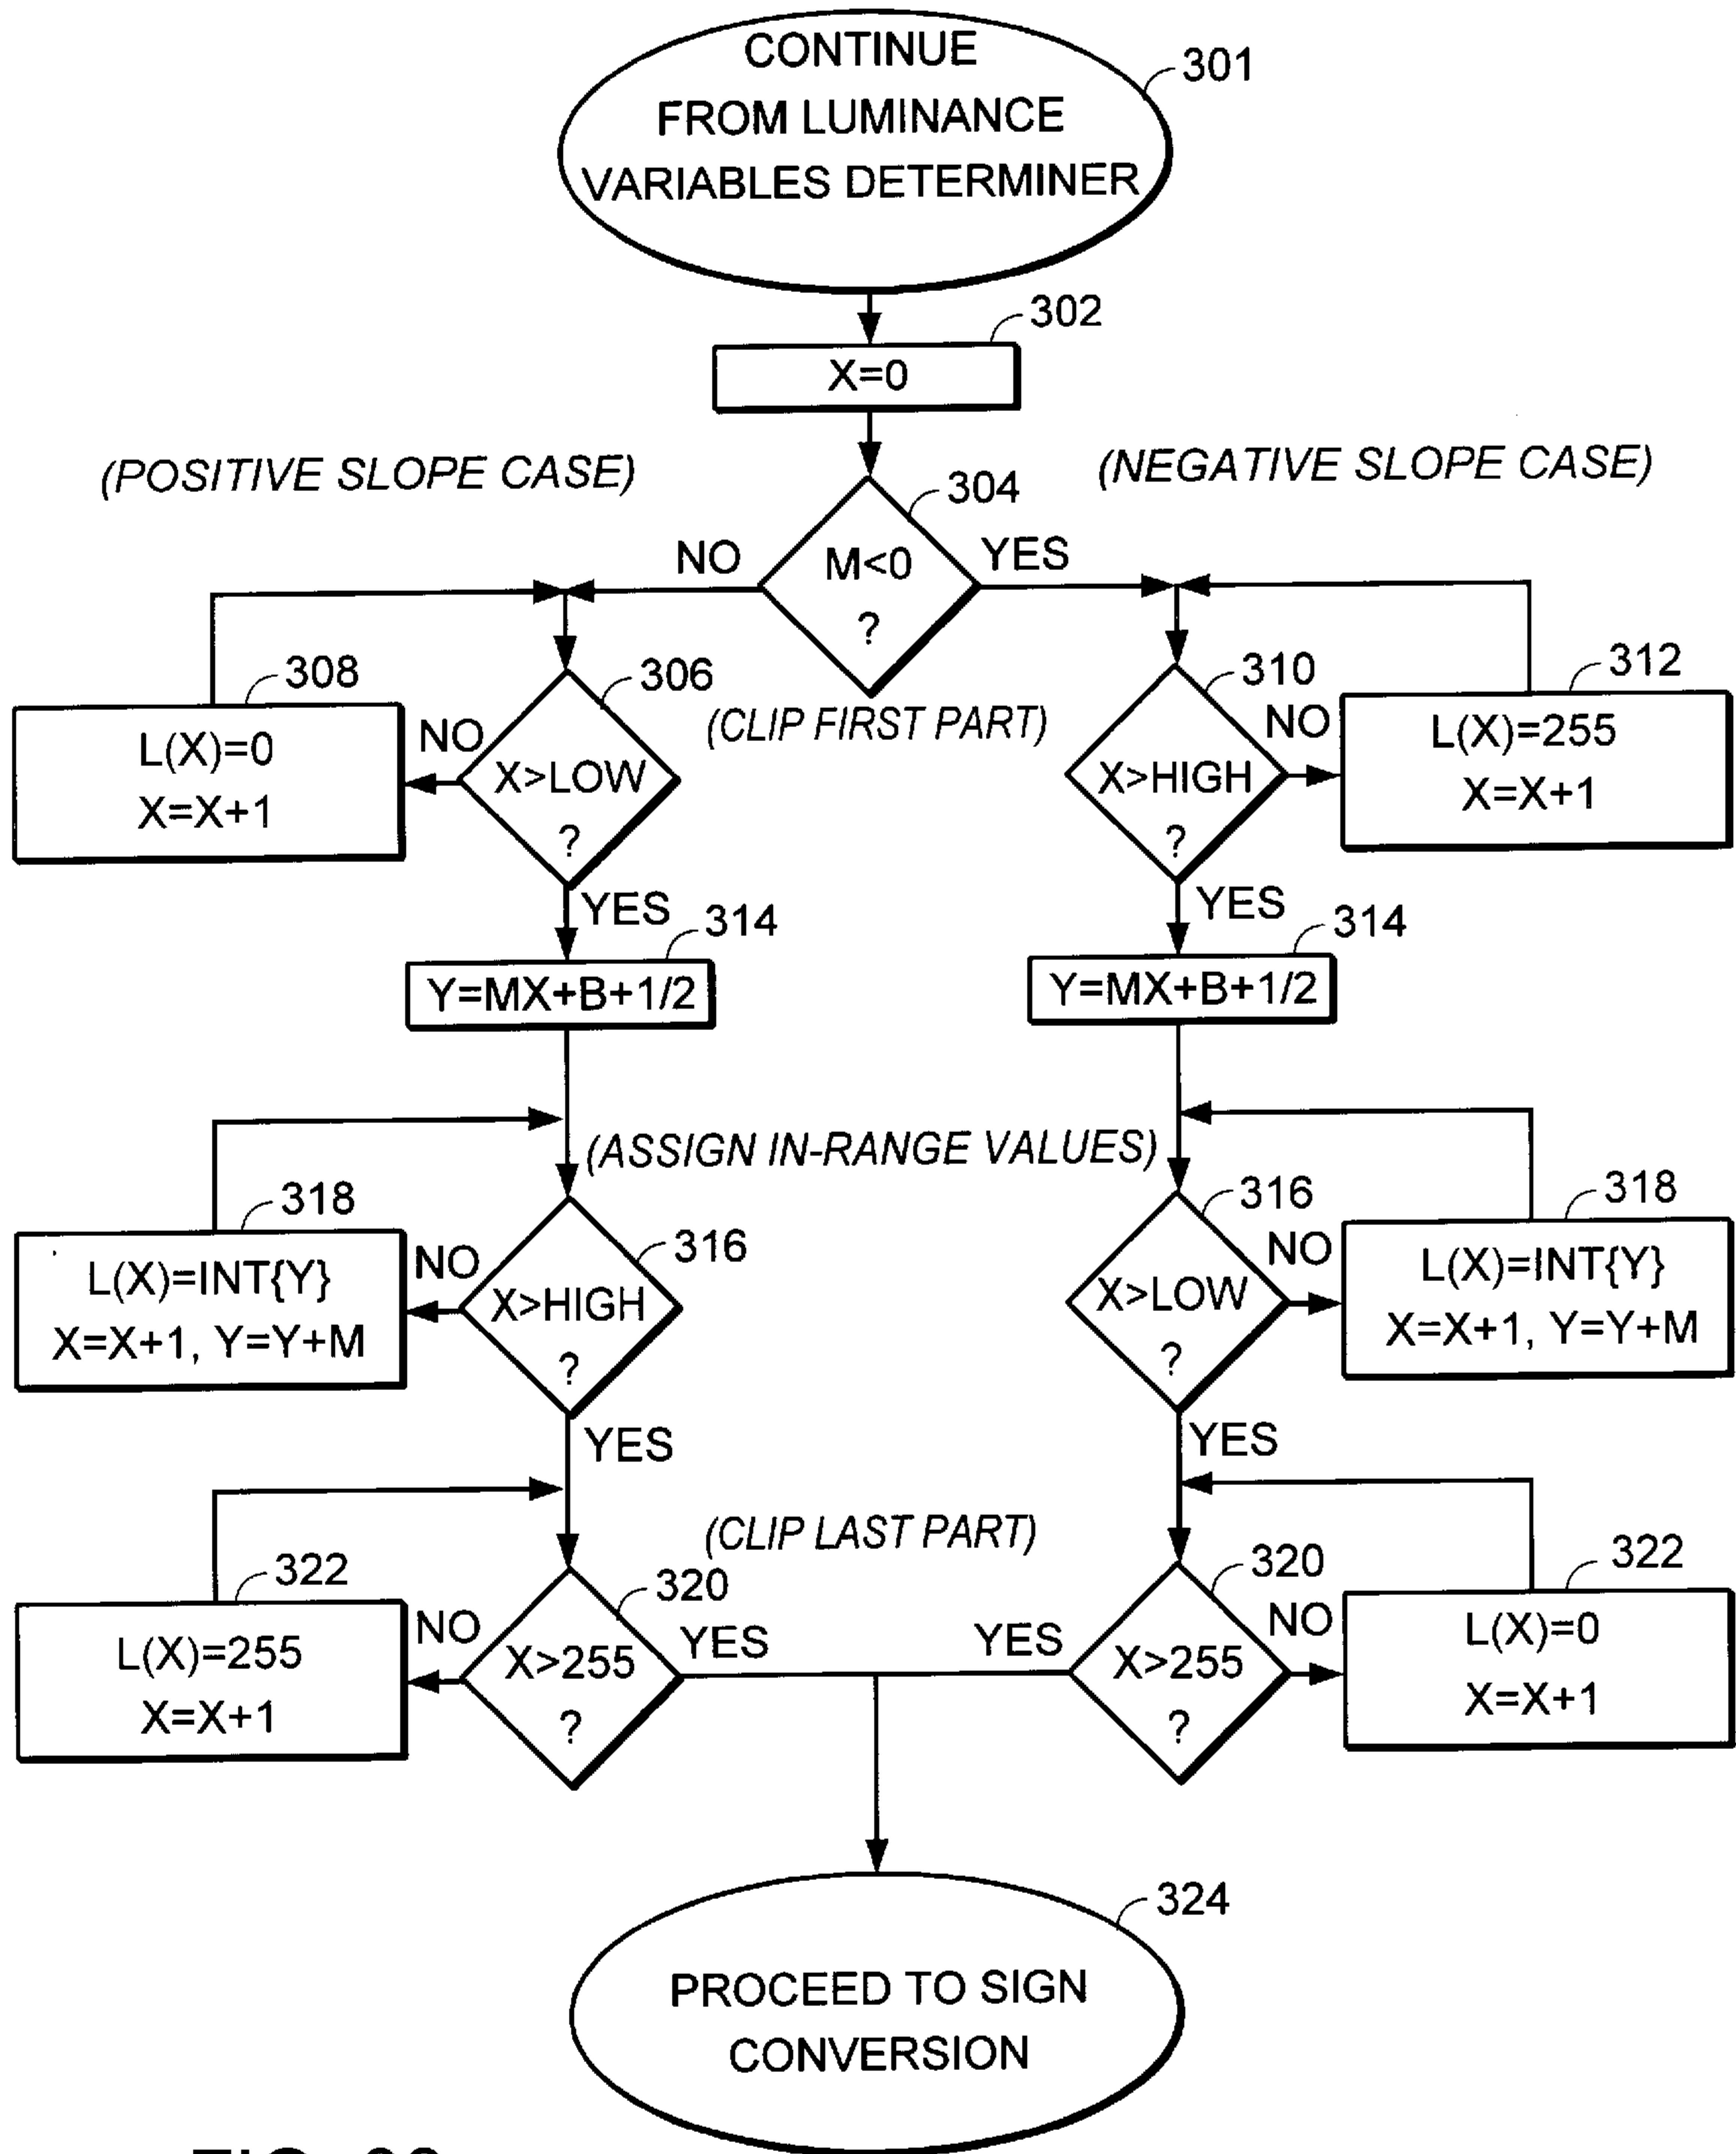 CONTINUE
FROM LUMINANCE
VARIABLES DETERMINER
301
302
X=0
(POSITIVE SLOPE CASE)
(NEGATIVE SLOPE CASE)
304
NO
M<0
?
YES
308
L(X)=0
X=X+1
NO
306
X>LOW
?
(CLIP FIRST PART)
310
X>HIGH
?
NO
312
L(X)=255
X=X+1
YES
314
Y=MX+B+1/2
YES
314
Y=MX+B+1/2
(ASSIGN IN-RANGE VALUES)
318
L(X)=INT{Y}
X=X+1, Y=Y+M
NO
316
X>HIGH
?
316
X>LOW
?
NO
318
L(X)=INT{Y}
X=X+1, Y=Y+M
YES
YES
(CLIP LAST PART)
322
L(X)=255
X=X+1
NO
320
X>255
?
YES
YES
320
X>255
?
NO
322
L(X)=0
X=X+1
324
PROCEED TO SIGN
CONVERSION